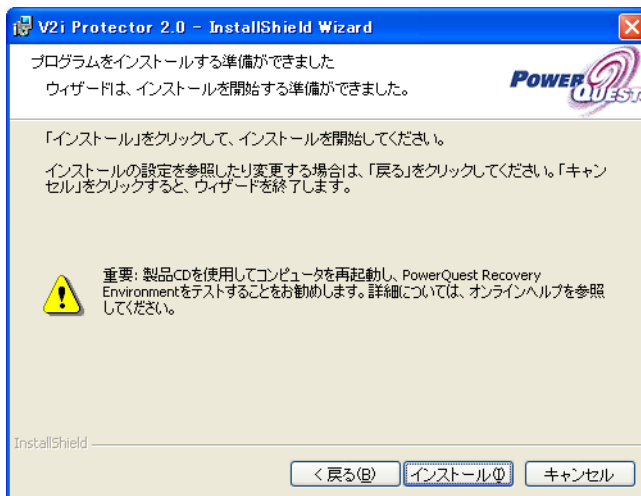 V2i Protector 2.0 - InstallShield Wizard
プログラムをインストールする準備ができました
ウィザードは、インストールを開始する準備ができました。
POWERQUEST
「インストール」をクリックして、インストールを開始してください。
インストールの設定を参照したり変更する場合は、「戻る」をクリックしてください。「キャン
セル」をクリックすると、ウィザードを終了します。
重要: 製品CDを使用してコンピュータを再起動し、PowerQuest Recovery
Environmentをテストすることをお勧めします。詳細については、オンラインヘルプを参照
してください。
InstallShield
< 戻る(B)
インストール(I)
キャンセル